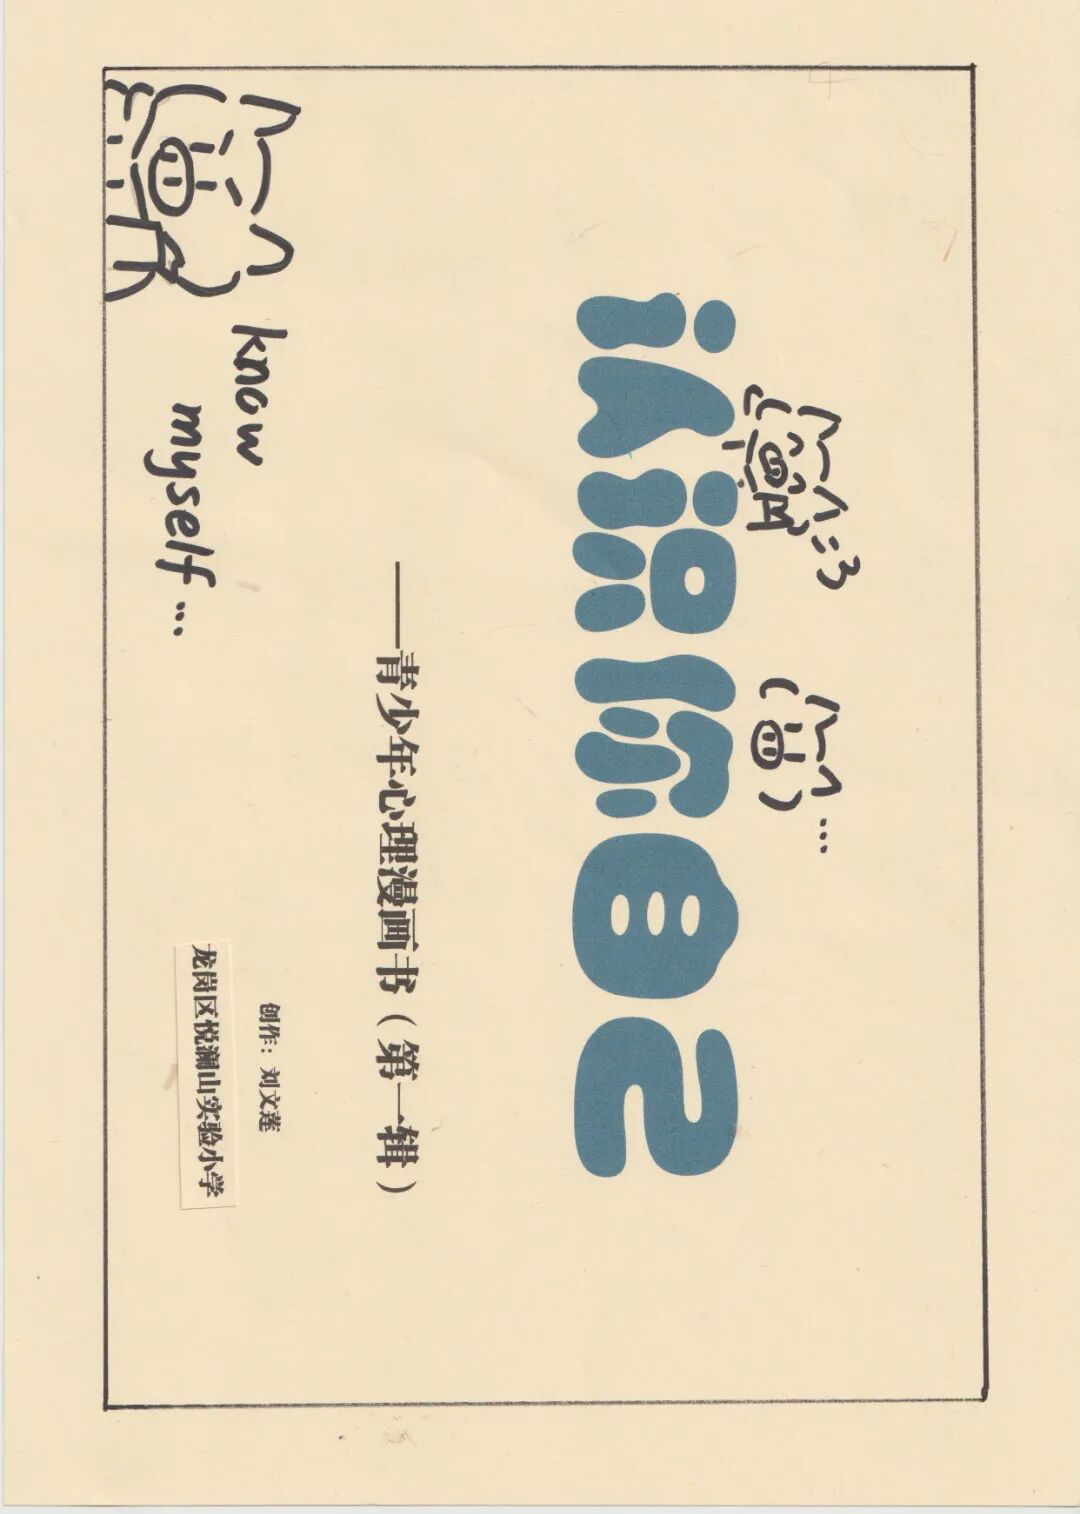 =3
...
认识你自己
——青少年心理漫画书（第一辑）
know
myself...
创作：刘文莲
龙岗区悦澜山实验小学